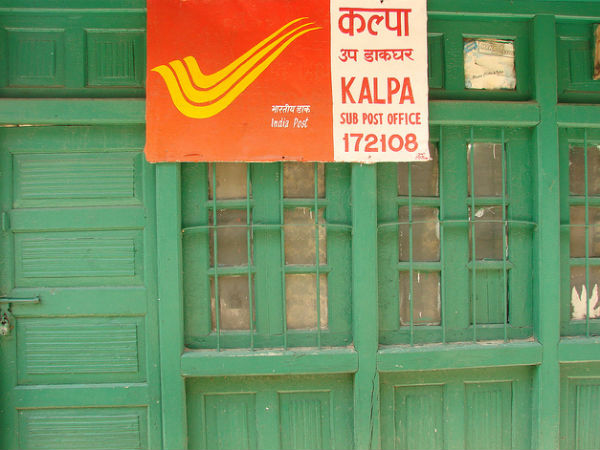 भारतीय डाक
India Post
कल्पा
उप डाकघर
KALPA
SUB POST OFFICE
172108